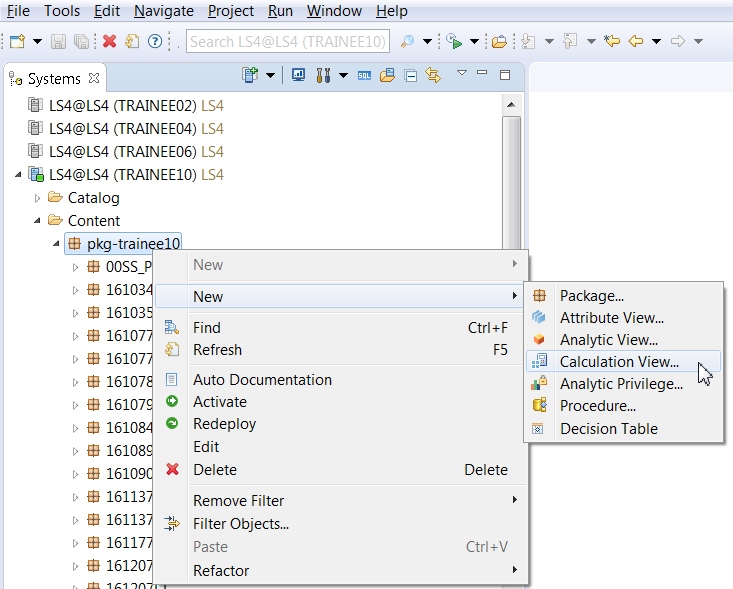 File Tools Edit Navigate Project Run Window Help
Search LS4@LS4 (TRAINEE10)
Systems
SQL
LS4@LS4 (TRAINEE02) LS4
LS4@LS4 (TRAINEE04) LS4
LS4@LS4 (TRAINEE06) LS4
LS4@LS4 (TRAINEE10) LS4
Catalog
Content
pkg-trainee10
00SS_P
161034
161035
161077
161077
161078
161079
161084
161089
161090
161137
161137
161177
161207
161207
New
New
Find Ctrl+F
Refresh F5
Auto Documentation
Activate
Redeploy
Edit
Delete Delete
Remove Filter
Filter Objects...
Paste Ctrl+V
Refactor
Package...
Attribute View...
Analytic View...
Calculation View...
Analytic Privilege...
Procedure...
Decision Table